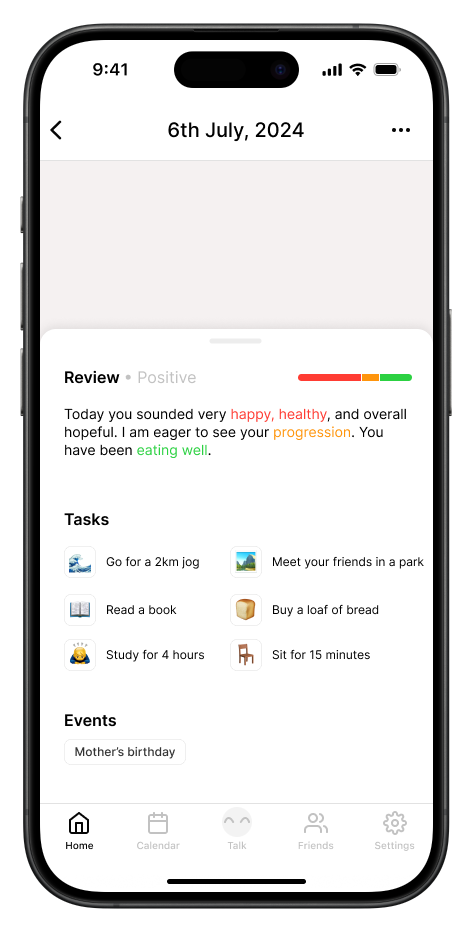 9:41
6th July, 2024
Review • Positive
Today you sounded very happy, healthy, and overall
hopeful. I am eager to see your progression. You
have been eating well.
Tasks
Go for a 2km jog
Meet your friends in a park
Read a book
Buy a loaf of bread
Study for 4 hours
Sit for 15 minutes
Events
Mother’s birthday
Home
Calendar
Talk
Friends
Settings